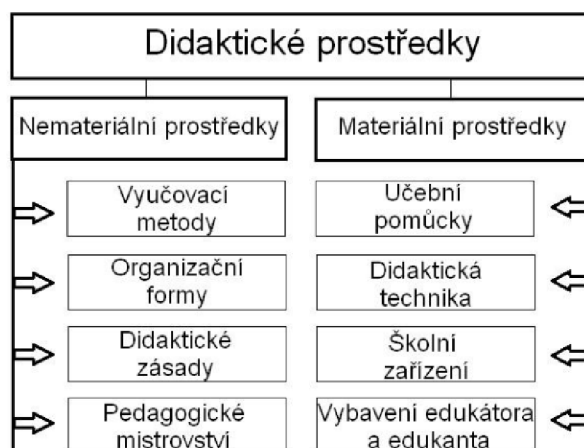 Didaktické prostředky
Nemateriální prostředky
Materiální prostředky
Vyučovací
metody
Učební
pomůcky
Organizační
formy
Didaktická
technika
Didaktické
zásady
Školní
zařízení
Pedagogické
mistrovství
Vybavení edukátora
a edukanta